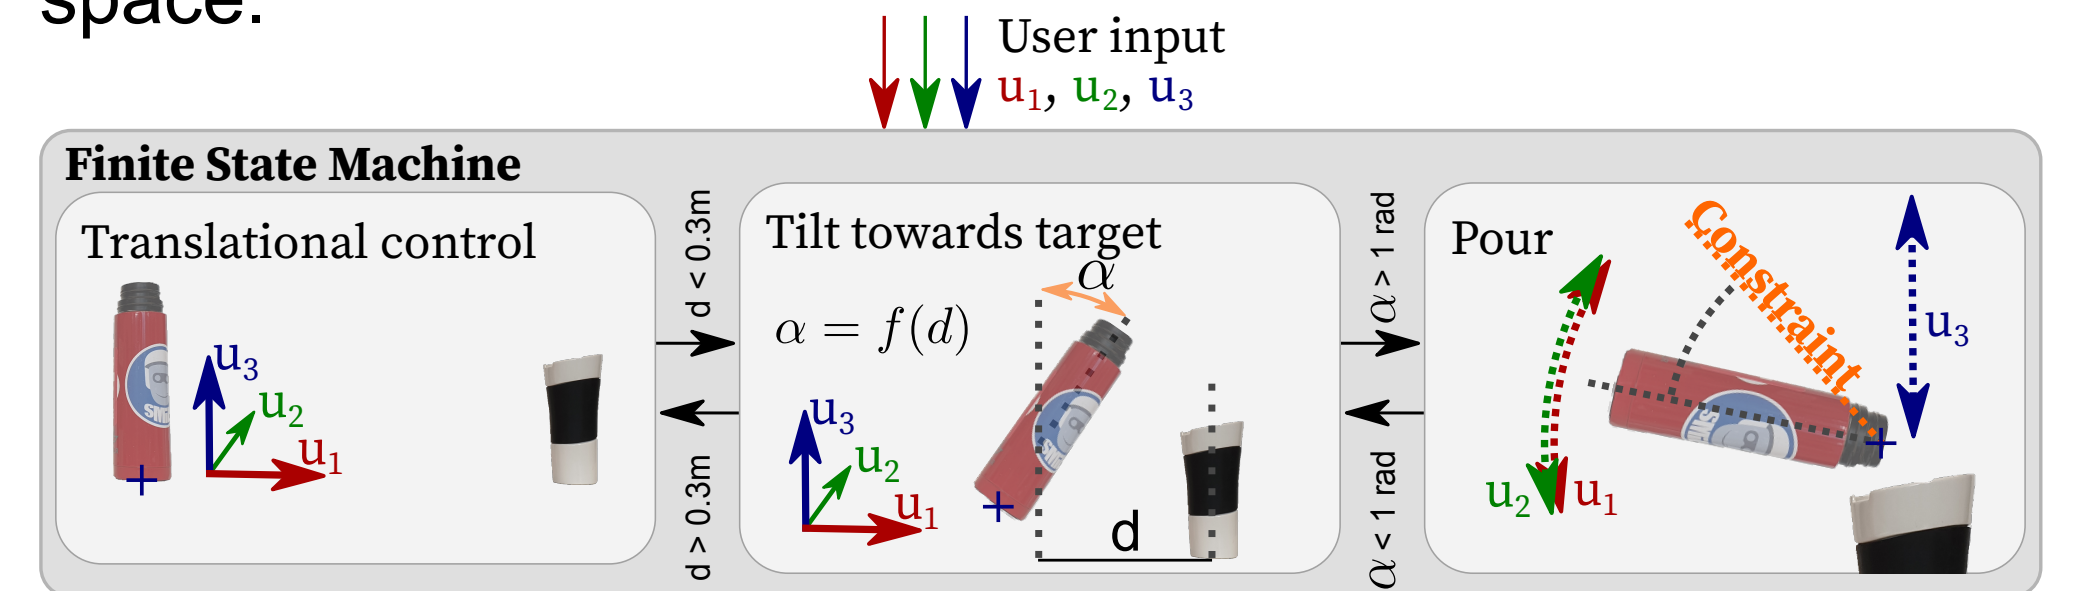 space.
User input
u₁, u₂, u₃
Finite State Machine
Translational control
u₃
u₂
u₁
d < 0.3m
d > 0.3m
Tilt towards target
α
α = f(d)
u₃
u₂
u₁
d
α > 1 rad
α < 1 rad
Pour
Constraint
u₃
u₂ u₁